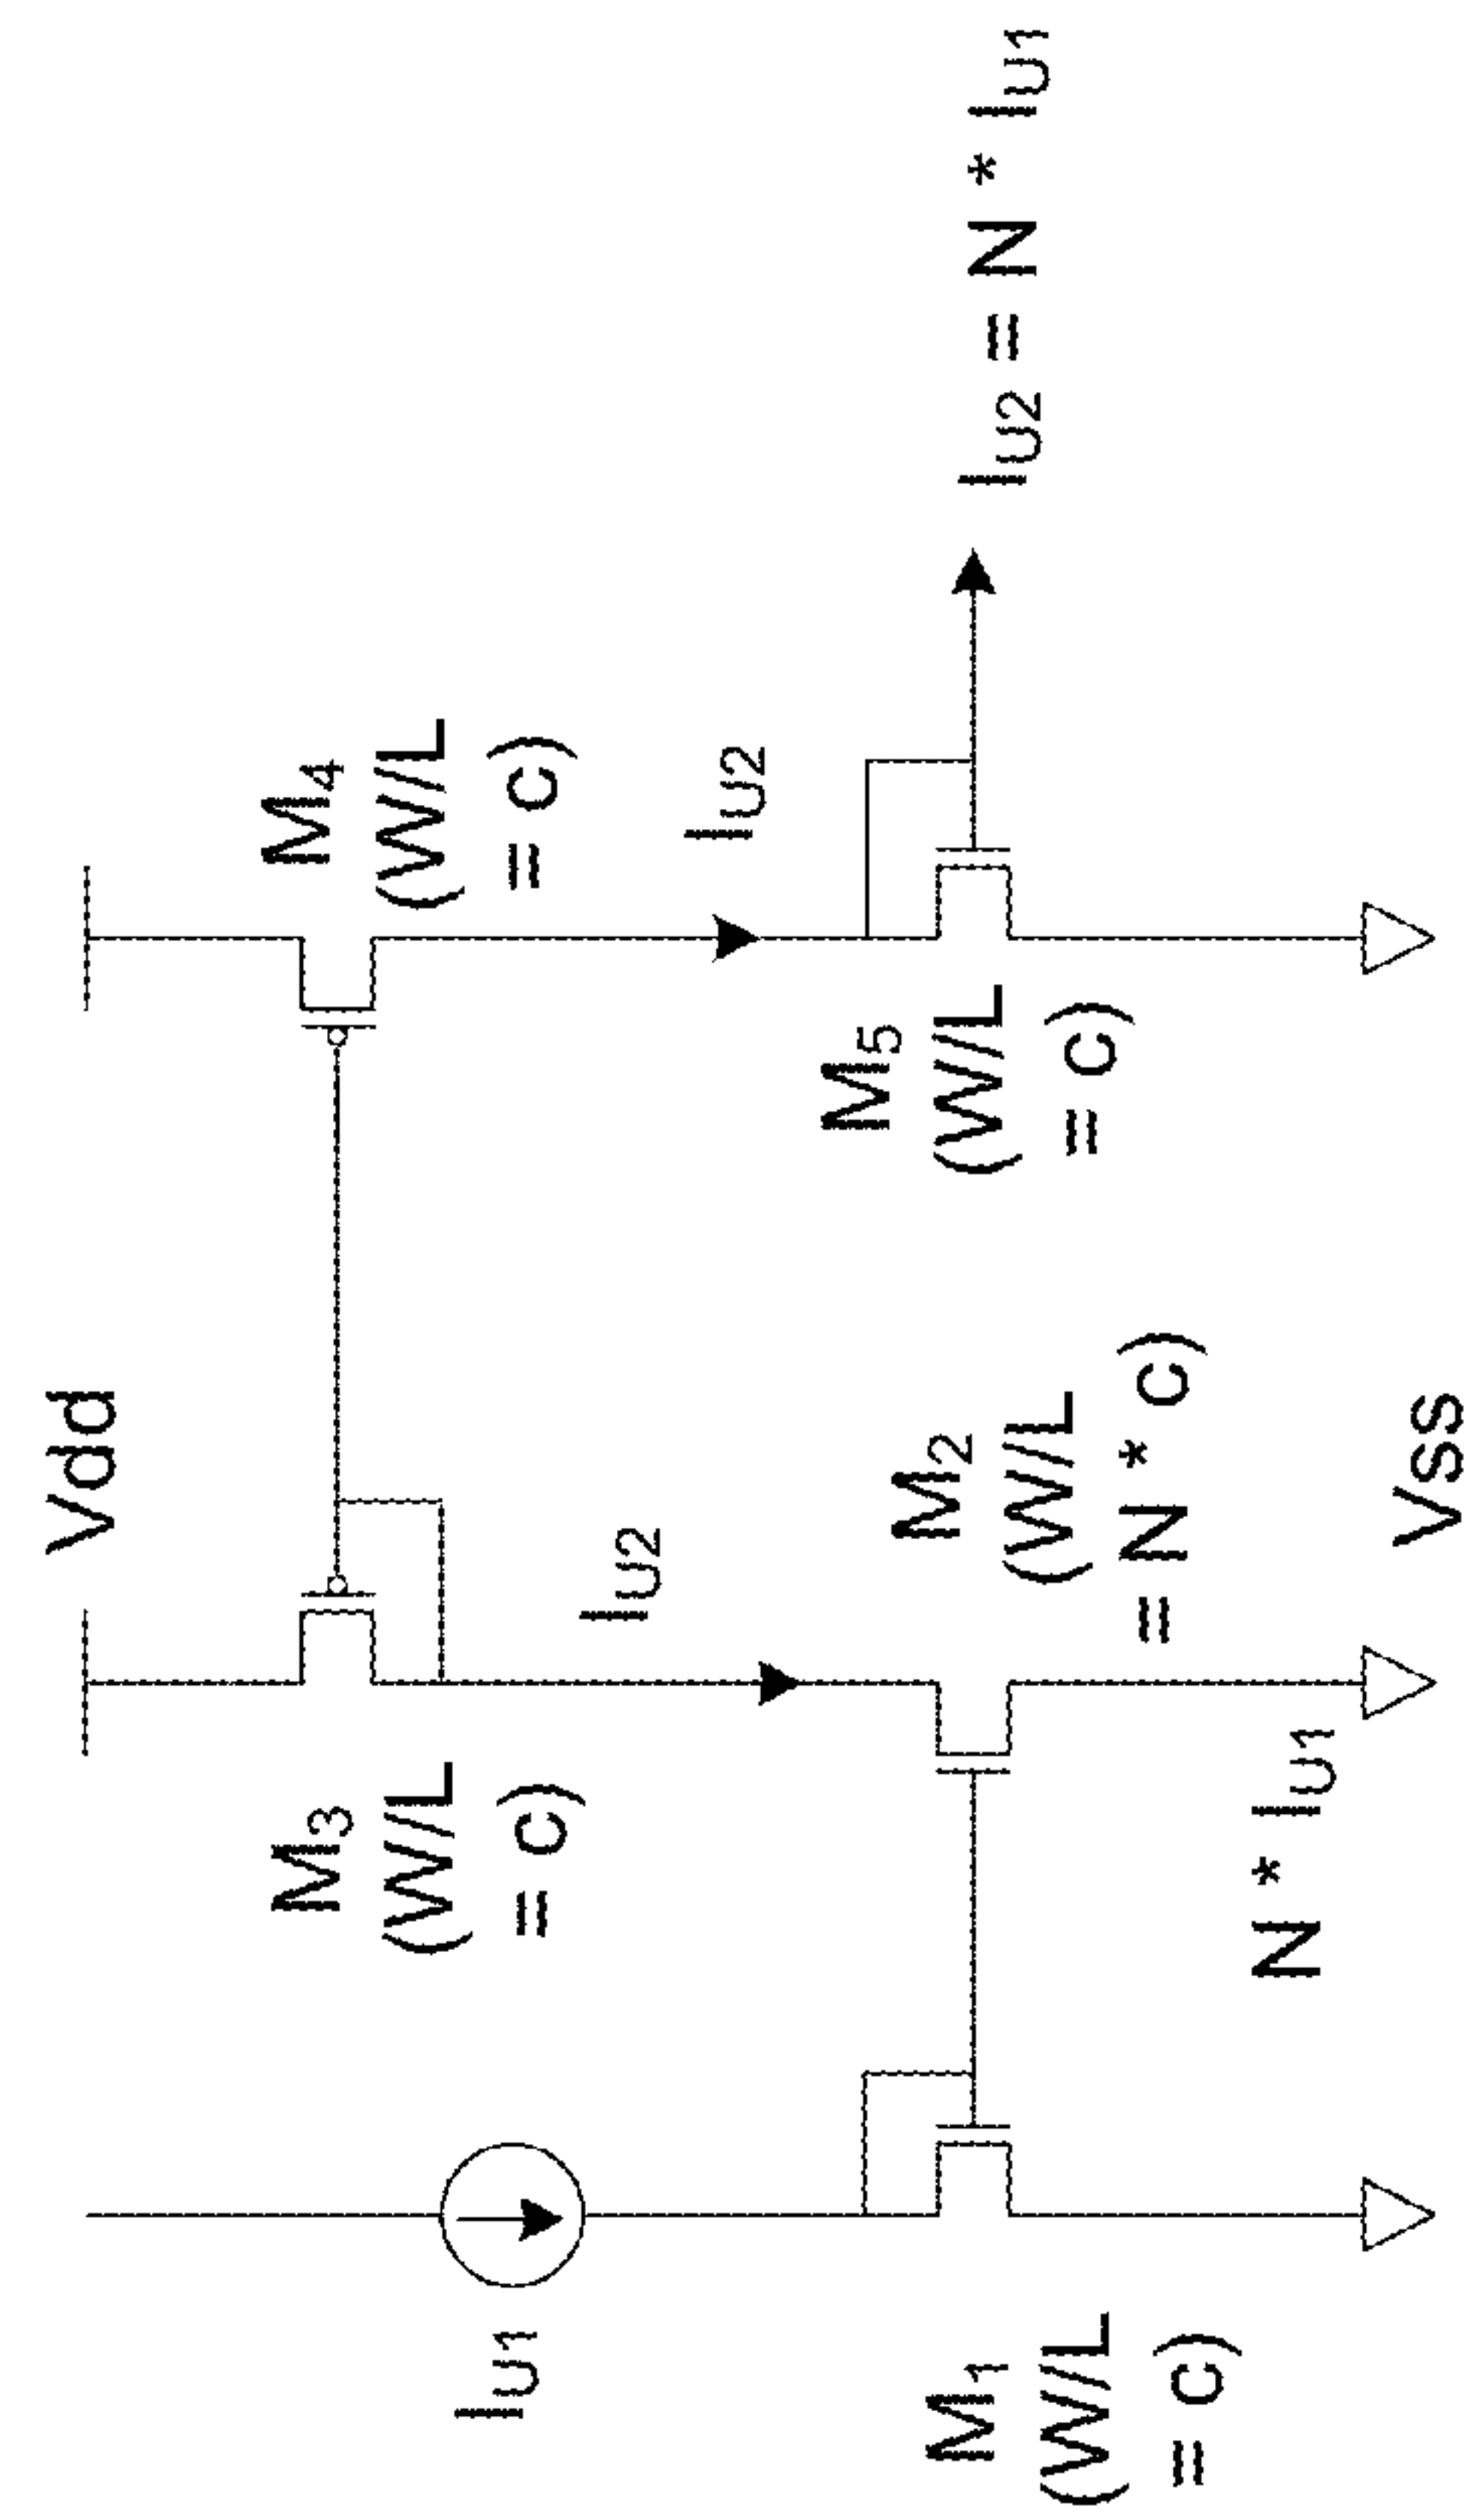 Vdd
M3
(W/L
= c)
M4
(W/L
= c)
IU1
IU2
IU2
M1
(W/L
= c)
M2
(W/L
= N * c)
M5
(W/L
= c)
IU2 = N * IU1
N * IU1
Vss